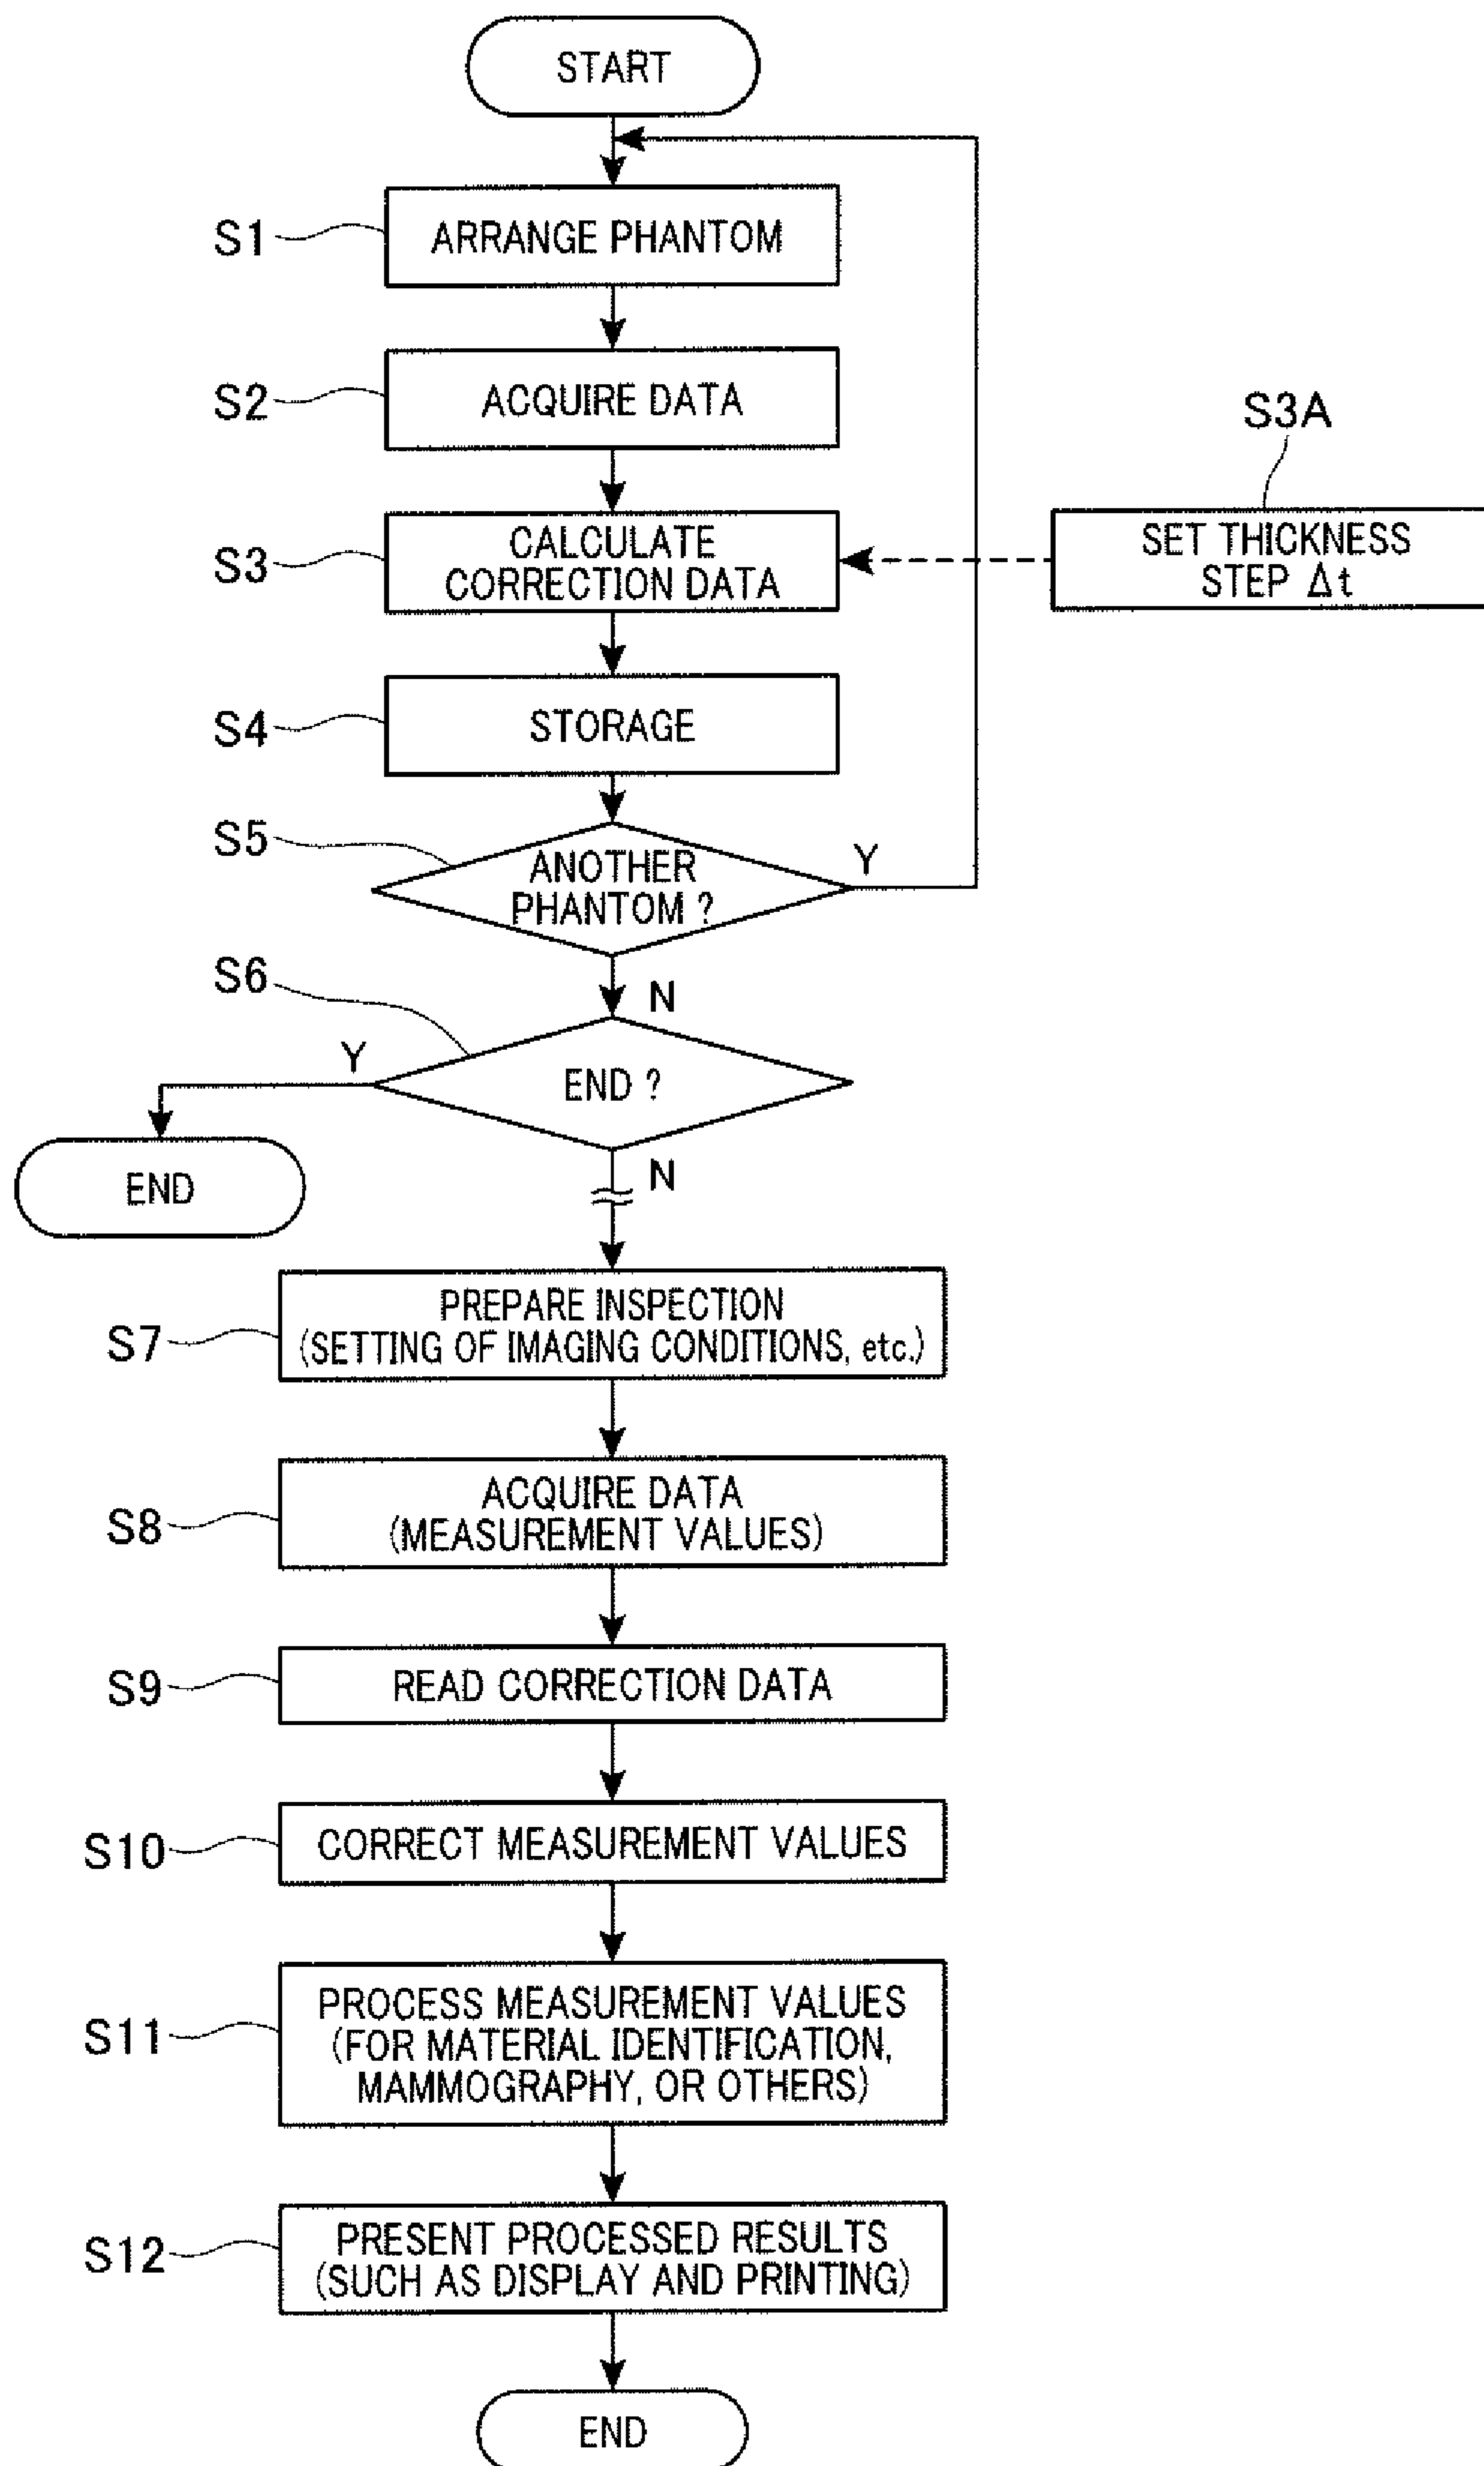 START
S1
ARRANGE PHANTOM
S2
ACQUIRE DATA
S3A
S3
CALCULATE
CORRECTION DATA
SET THICKNESS
STEP Δt
S4
STORAGE
S5
ANOTHER
PHANTOM ?
Y
S6
N
Y
END ?
END
N
S7
PREPARE INSPECTION
(SETTING OF IMAGING CONDITIONS, etc.)
S8
ACQUIRE DATA
(MEASUREMENT VALUES)
S9
READ CORRECTION DATA
S10
CORRECT MEASUREMENT VALUES
S11
PROCESS MEASUREMENT VALUES
(FOR MATERIAL IDENTIFICATION,
MAMMOGRAPHY, OR OTHERS)
S12
PRESENT PROCESSED RESULTS
(SUCH AS DISPLAY AND PRINTING)
END